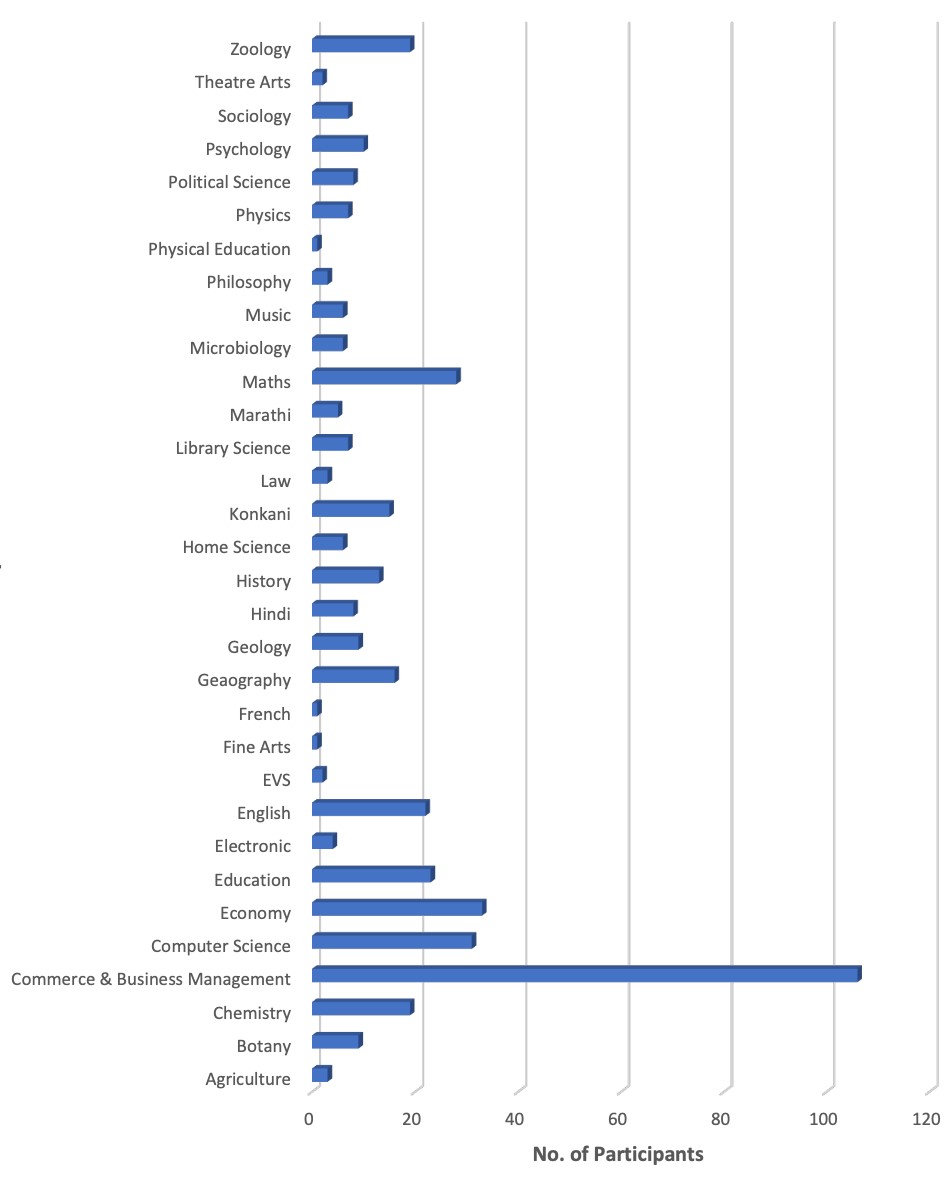 Zoology
Theatre Arts
Sociology
Psychology
Political Science
Physics
Physical Education
Philosophy
Music
Microbiology
Maths
Marathi
Library Science
Law
Konkani
Home Science
History
Hindi
Geology
Geaography
French
Fine Arts
EVS
English
Electronic
Education
Economy
Computer Science
Commerce & Business Management
Chemistry
Botany
Agriculture
0 20 40 60 80 100 120
No. of Participants